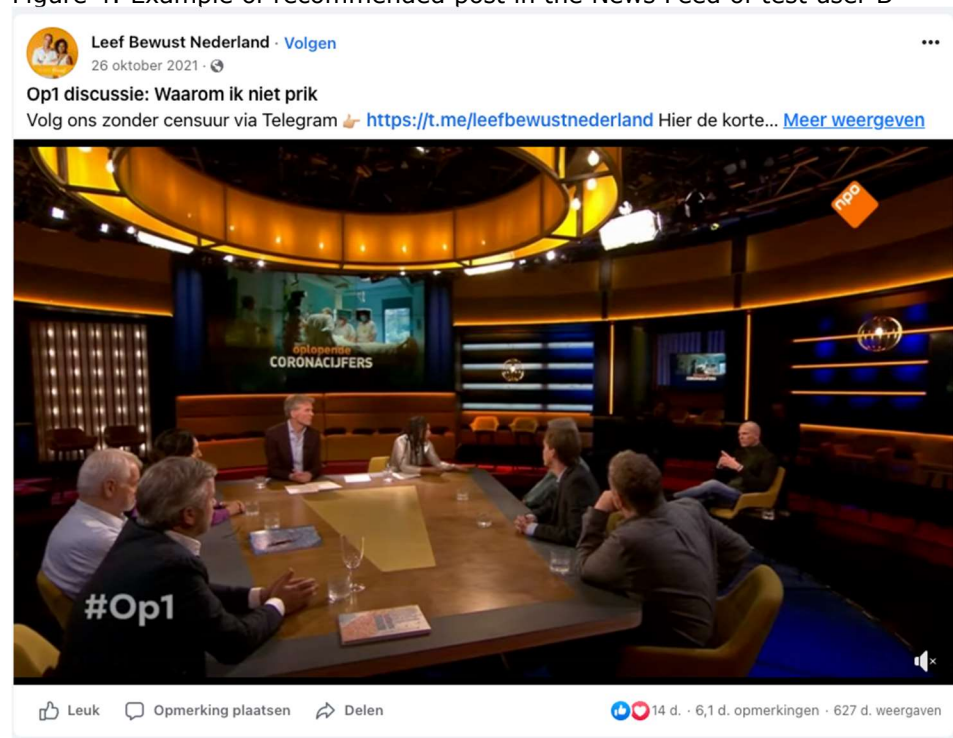 Figure 4: Example of recommended post in the News Feed of test user B
Leef Bewust Nederland · Volgen
26 oktober 2021 ·
Op1 discussie: Waarom ik niet prik
Volg ons zonder censuur via Telegram 👉🏼 https://t.me/leefbewustnederland Hier de korte... Meer weergeven
npo
oplopende
CORONACIJFERS
#Op1
Leuk Opmerking plaatsen Delen 14 d. · 6,1 d. opmerkingen · 627 d. weergaven